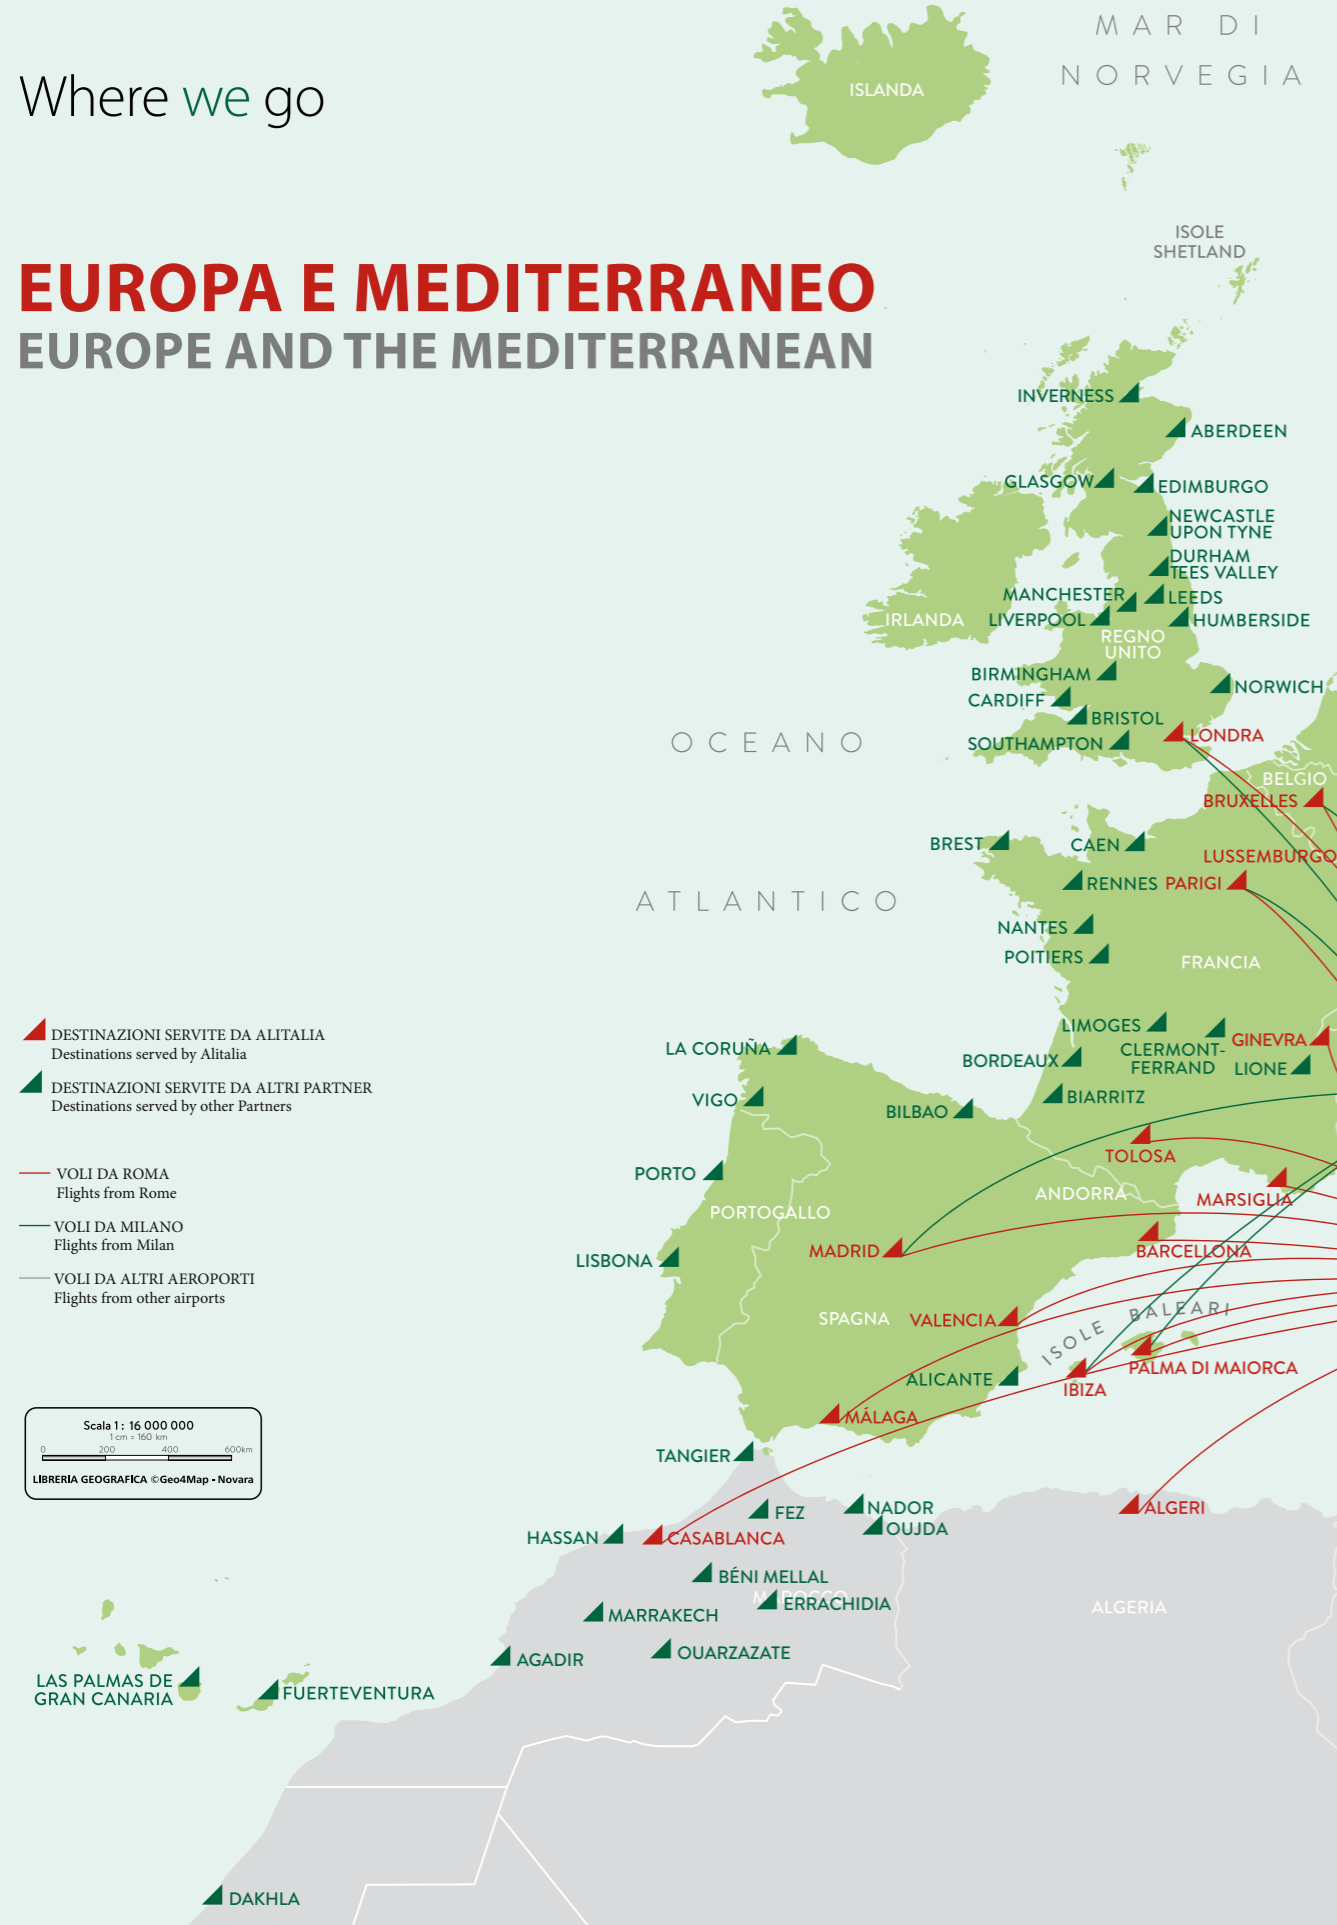 Where we go
MAR DI
NORVEGIA
ISLANDA
ISOLE
SHETLAND
EUROPA E MEDITERRANEO
EUROPE AND THE MEDITERRANEAN
INVERNESS
ABERDEEN
GLASGOW
EDIMBURGO
NEWCASTLE
UPON TYNE
DURHAM
TEES VALLEY
MANCHESTER
LEEDS
LIVERPOOL
HUMBERSIDE
IRLANDA
REGNO
UNITO
BIRMINGHAM
NORWICH
CARDIFF
BRISTOL
SOUTHAMPTON
LONDRA
OCEANO
ATLANTICO
BELGIO
BRUXELLES
BREST
CAEN
LUSSEMBURGO
RENNES
PARIGI
NANTES
POITIERS
FRANCIA
LIMOGES
CLERMONT-
FERRAND
GINEVRA
LIONE
BORDEAUX
BIARRITZ
LA CORUÑA
VIGO
BILBAO
TOLOSA
PORTO
ANDORRA
MARSIGLIA
PORTOGALLO
MADRID
BARCELLONA
LISBONA
SPAGNA
VALENCIA
ISOLE BALEARI
PALMA DI MAIORCA
IBIZA
ALICANTE
MÁLAGA
DESTINAZIONI SERVITE DA ALITALIA
Destinations served by Alitalia
DESTINAZIONI SERVITE DA ALTRI PARTNER
Destinations served by other Partners
VOLI DA ROMA
Flights from Rome
VOLI DA MILANO
Flights from Milan
VOLI DA ALTRI AEROPORTI
Flights from other airports
Scala 1 : 16 000 000
1 cm = 160 km
0 200 400 600km
LIBRERIA GEOGRAFICA ©Geo4Map - Novara
TANGIER
FEZ
NADOR
OUJDA
ALGERI
HASSAN
CASABLANCA
BÉNI MELLAL
MAROCCO
ERRACHIDIA
ALGERIA
MARRAKECH
OUARZAZATE
AGADIR
LAS PALMAS DE
GRAN CANARIA
FUERTEVENTURA
DAKHLA